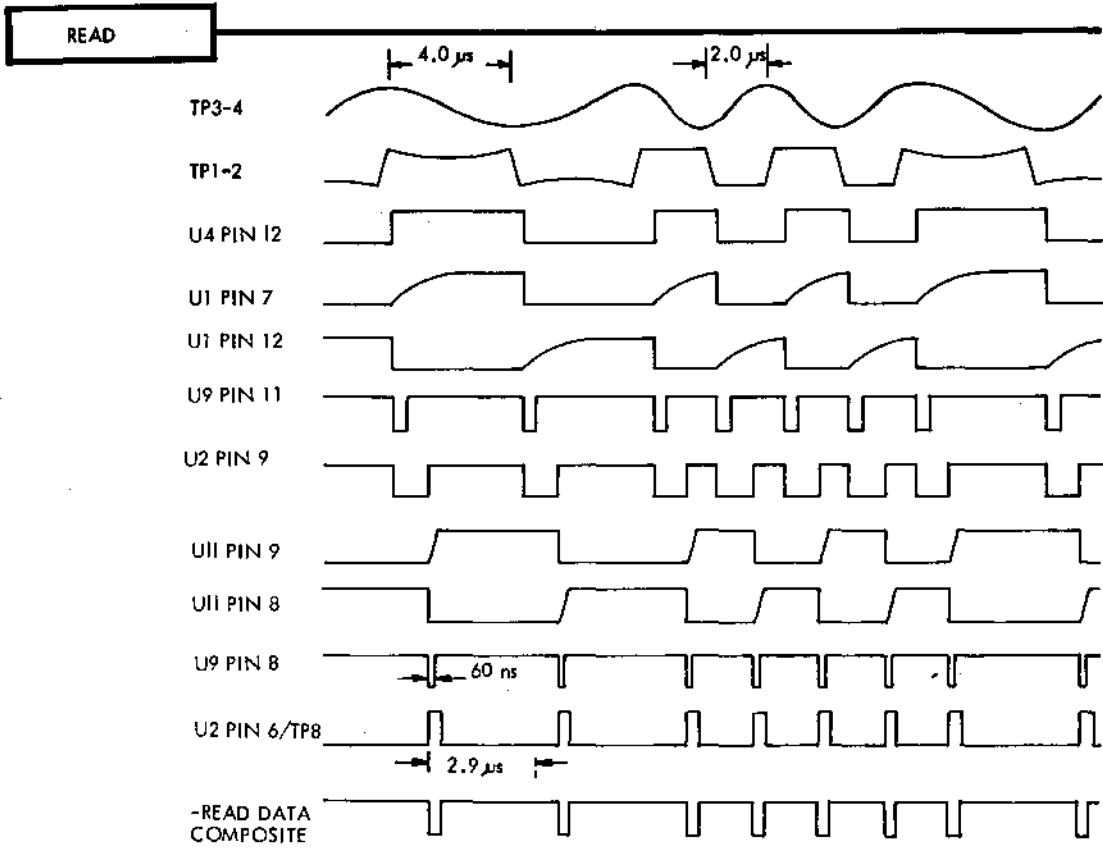 READ
4.0 µs
2.0 µs
TP3-4
TP1-2
U4 PIN 12
U1 PIN 7
U1 PIN 12
U9 PIN 11
U2 PIN 9
U11 PIN 9
U11 PIN 8
U9 PIN 8
60 ns
U2 PIN 6/TP8
2.9 µs
-READ DATA
COMPOSITE